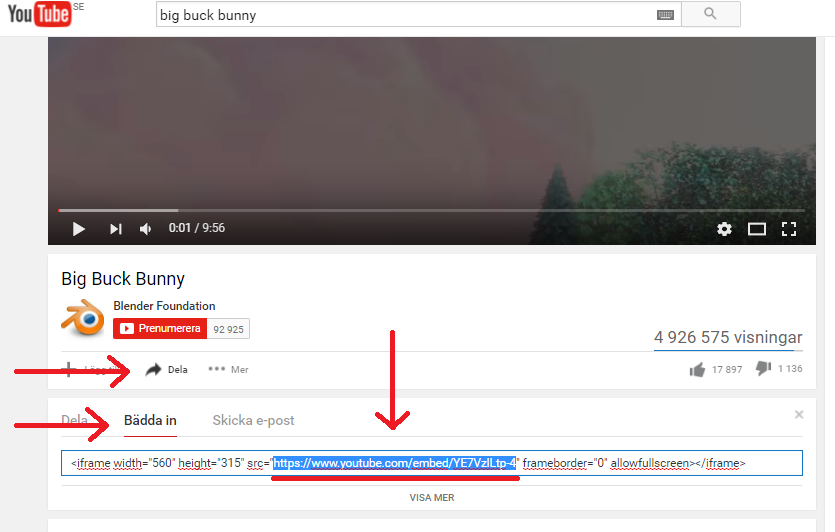 YouTube SE
big buck bunny
0:01 / 9:56
Big Buck Bunny
Blender Foundation
Prenumerera 92 925
4 926 575 visningar
Dela Mer 17 897 1 136
Dela Bädda in Skicka e-post
<iframe width="560" height="315" src="https://www.youtube.com/embed/YE7VzlLtp-4" frameborder="0" allowfullscreen></iframe>
VISA MER